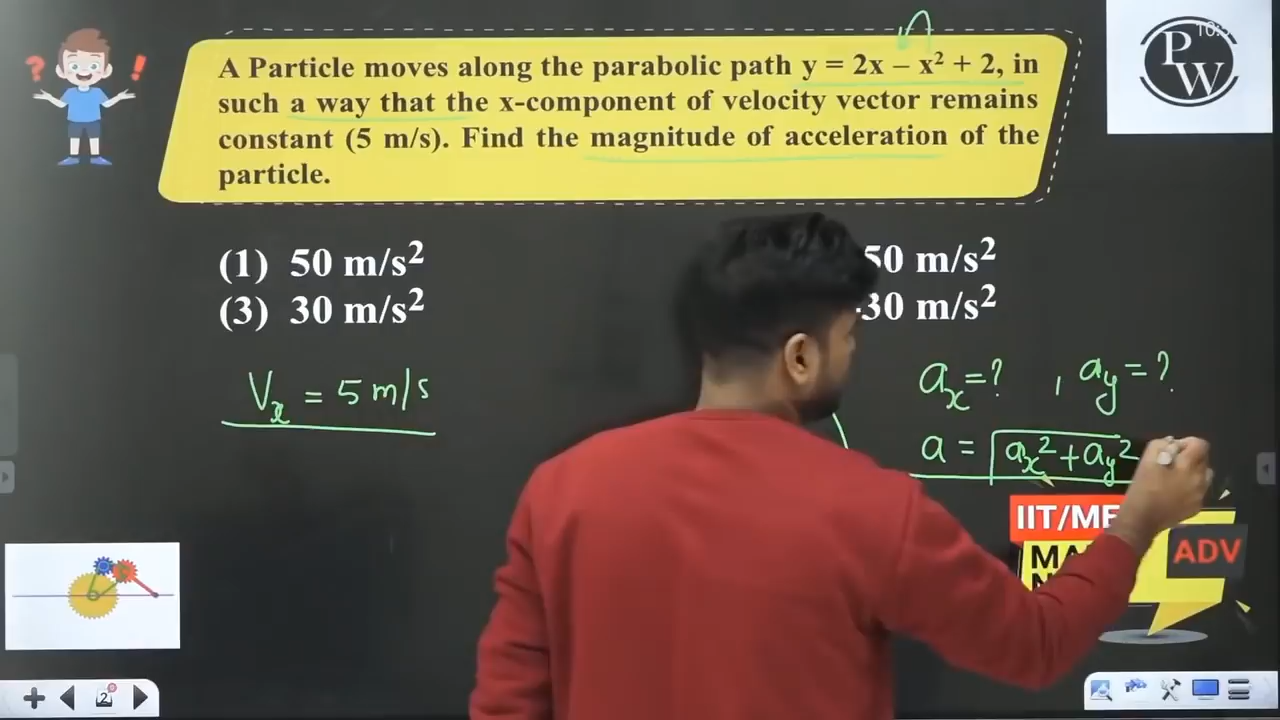 A Particle moves along the parabolic path y = 2x – x² + 2, in
such a way that the x-component of velocity vector remains
constant (5 m/s). Find the magnitude of acceleration of the
particle.
PW
(1) 50 m/s²
50 m/s²
(3) 30 m/s²
-30 m/s²
Vx = 5 m/s
ax = ? , ay = ?
a = √ax² + ay²
IIT/
ADV
2